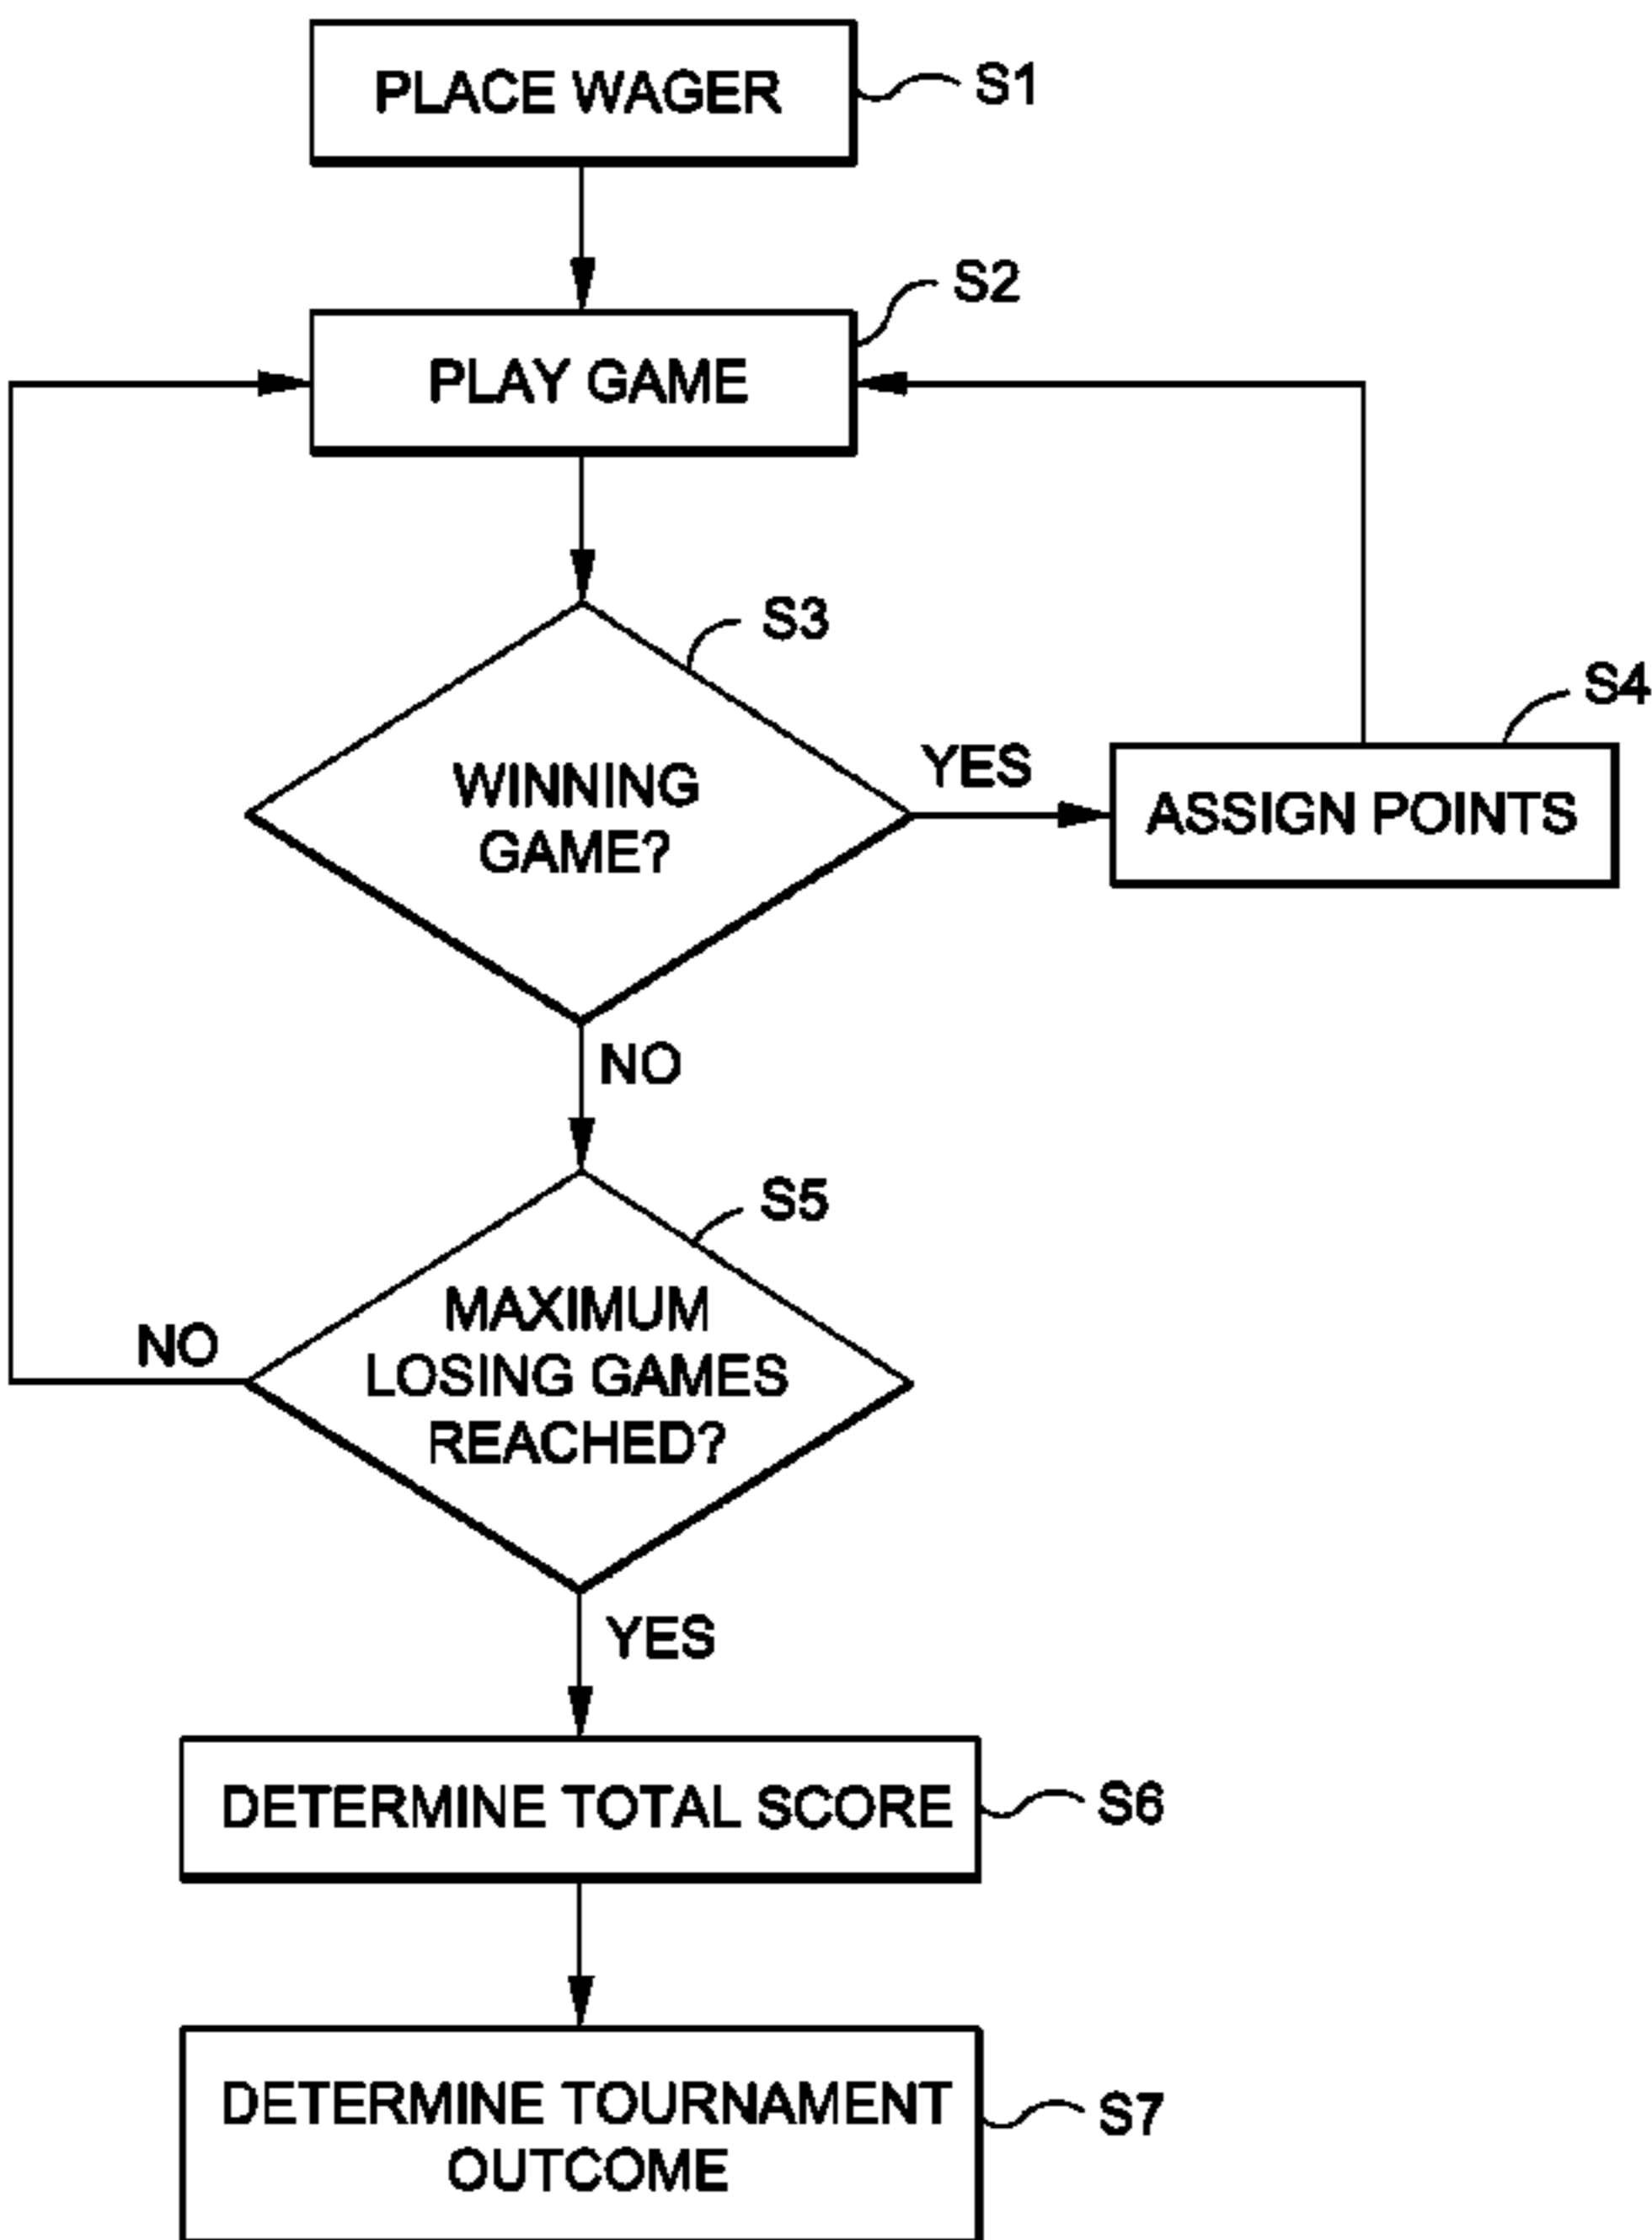 PLACE WAGER
S1
S2
PLAY GAME
S3
S4
WINNING
GAME?
YES
ASSIGN POINTS
NO
S5
MAXIMUM
LOSING GAMES
REACHED?
NO
YES
DETERMINE TOTAL SCORE
S6
DETERMINE TOURNAMENT
OUTCOME
S7